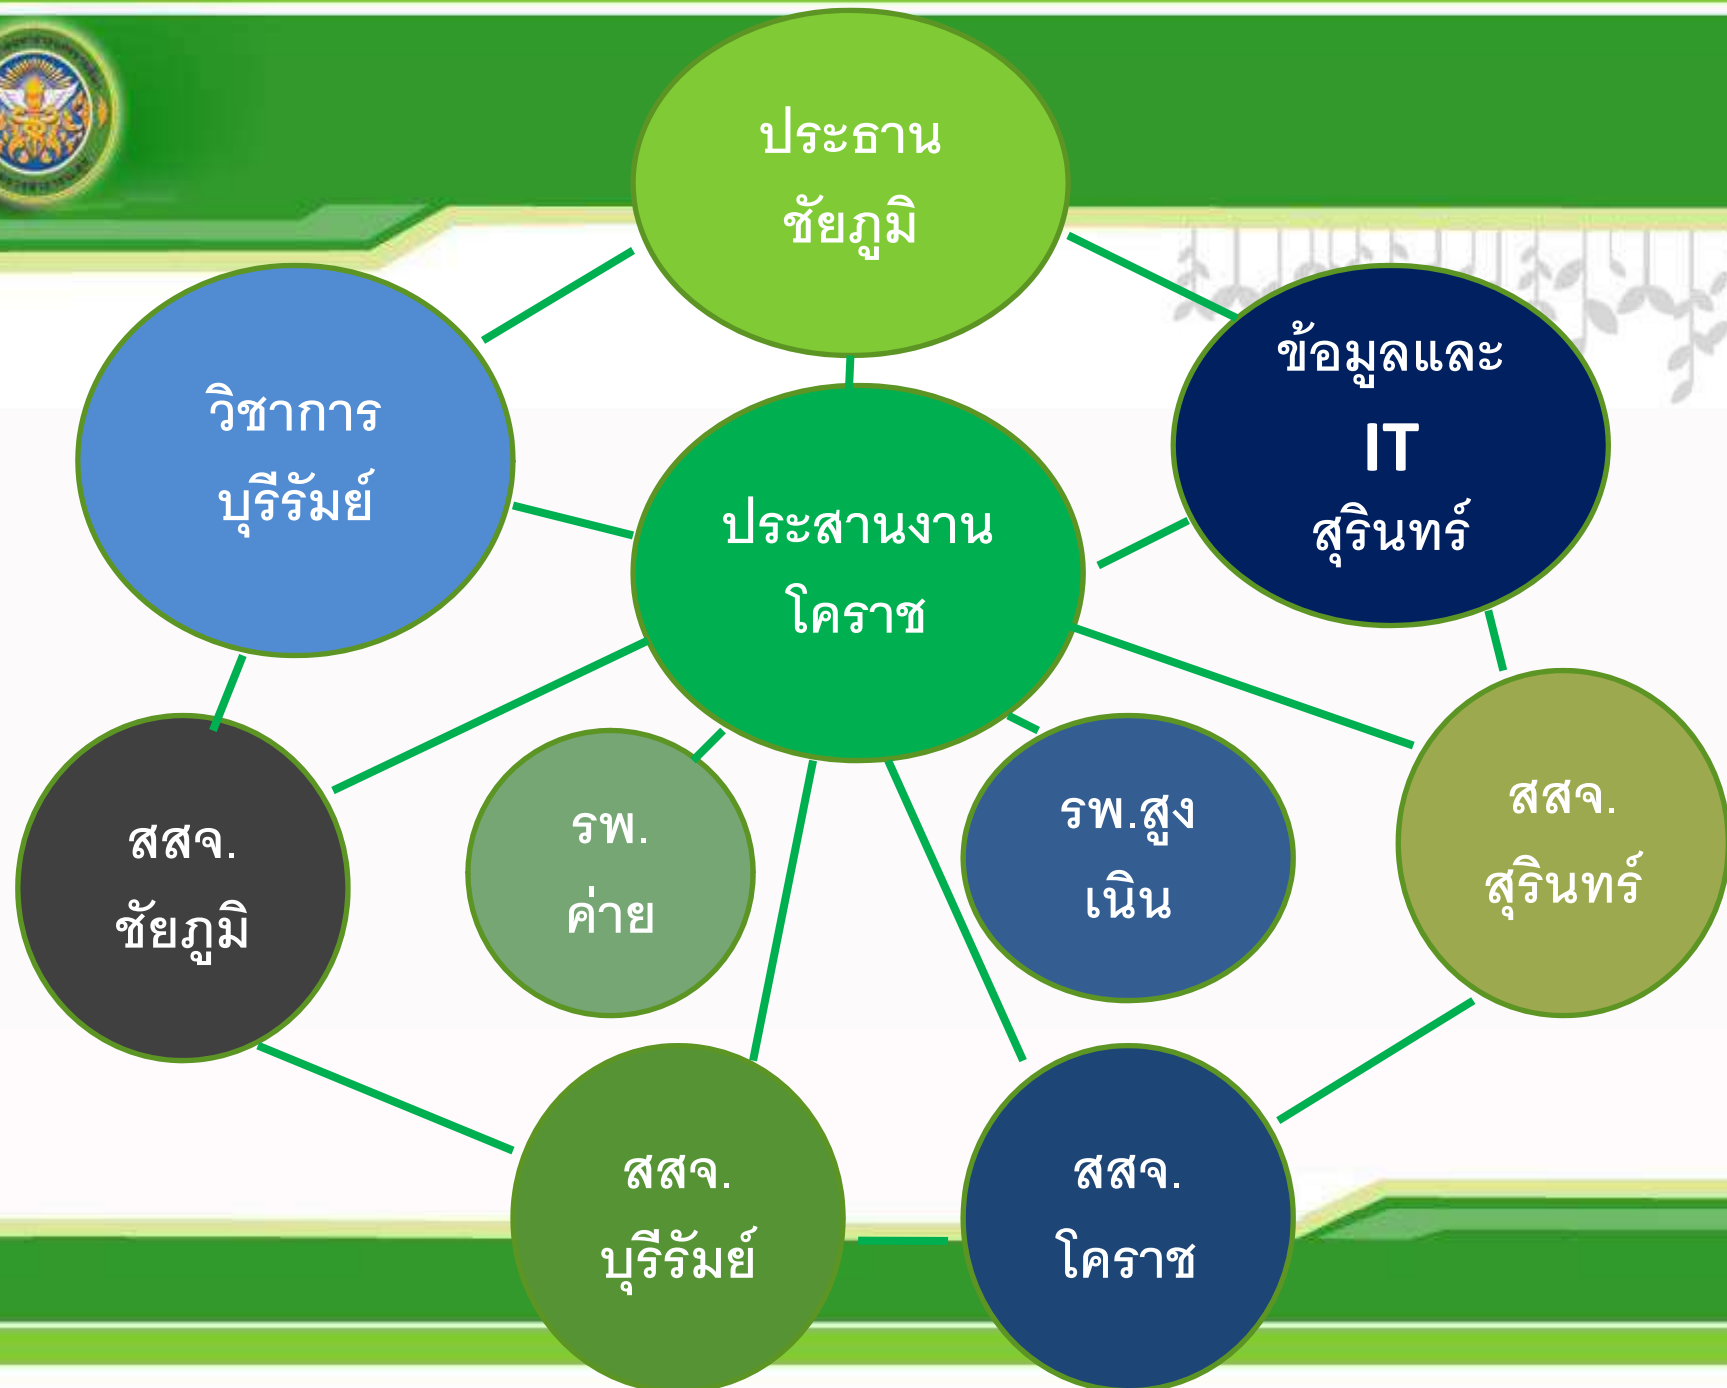 ประธาน
ชัยภูมิ
วิชาการ
บุรีรัมย์
ข้อมูลและ
IT
สุรินทร์
ประสานงาน
โคราช
สสจ.
ชัยภูมิ
รพ.
ค่าย
รพ.สูง
เนิน
สสจ.
สุรินทร์
สสจ.
บุรีรัมย์
สสจ.
โคราช